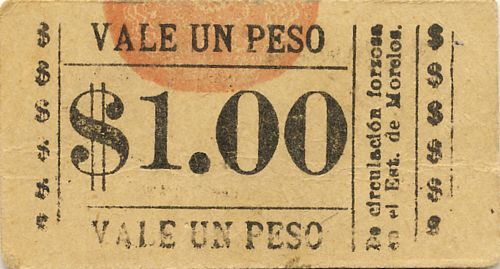 VALE UN PESO
$1.00
VALE UN PESO
De circulación forzosa
en el Est. de Morelos.
$ $ $ $ $ $
$ $ $ $ $ $ $ $